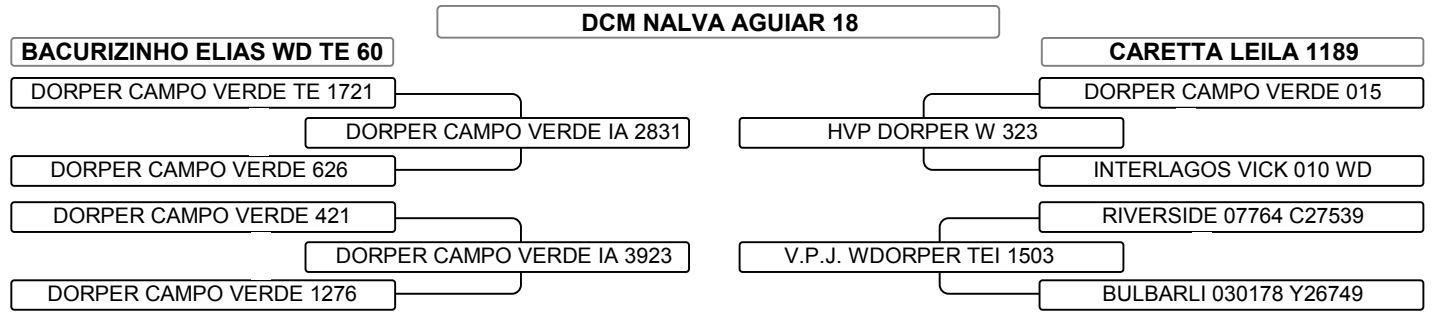 DCM NALVA AGUIAR 18
BACURIZINHO ELIAS WD TE 60
CARETTA LEILA 1189
DORPER CAMPO VERDE TE 1721
DORPER CAMPO VERDE 015
DORPER CAMPO VERDE IA 2831
HVP DORPER W 323
DORPER CAMPO VERDE 626
INTERLAGOS VICK 010 WD
DORPER CAMPO VERDE 421
RIVERSIDE 07764 C27539
DORPER CAMPO VERDE IA 3923
V.P.J. WDORPER TEI 1503
DORPER CAMPO VERDE 1276
BULBARLI 030178 Y26749